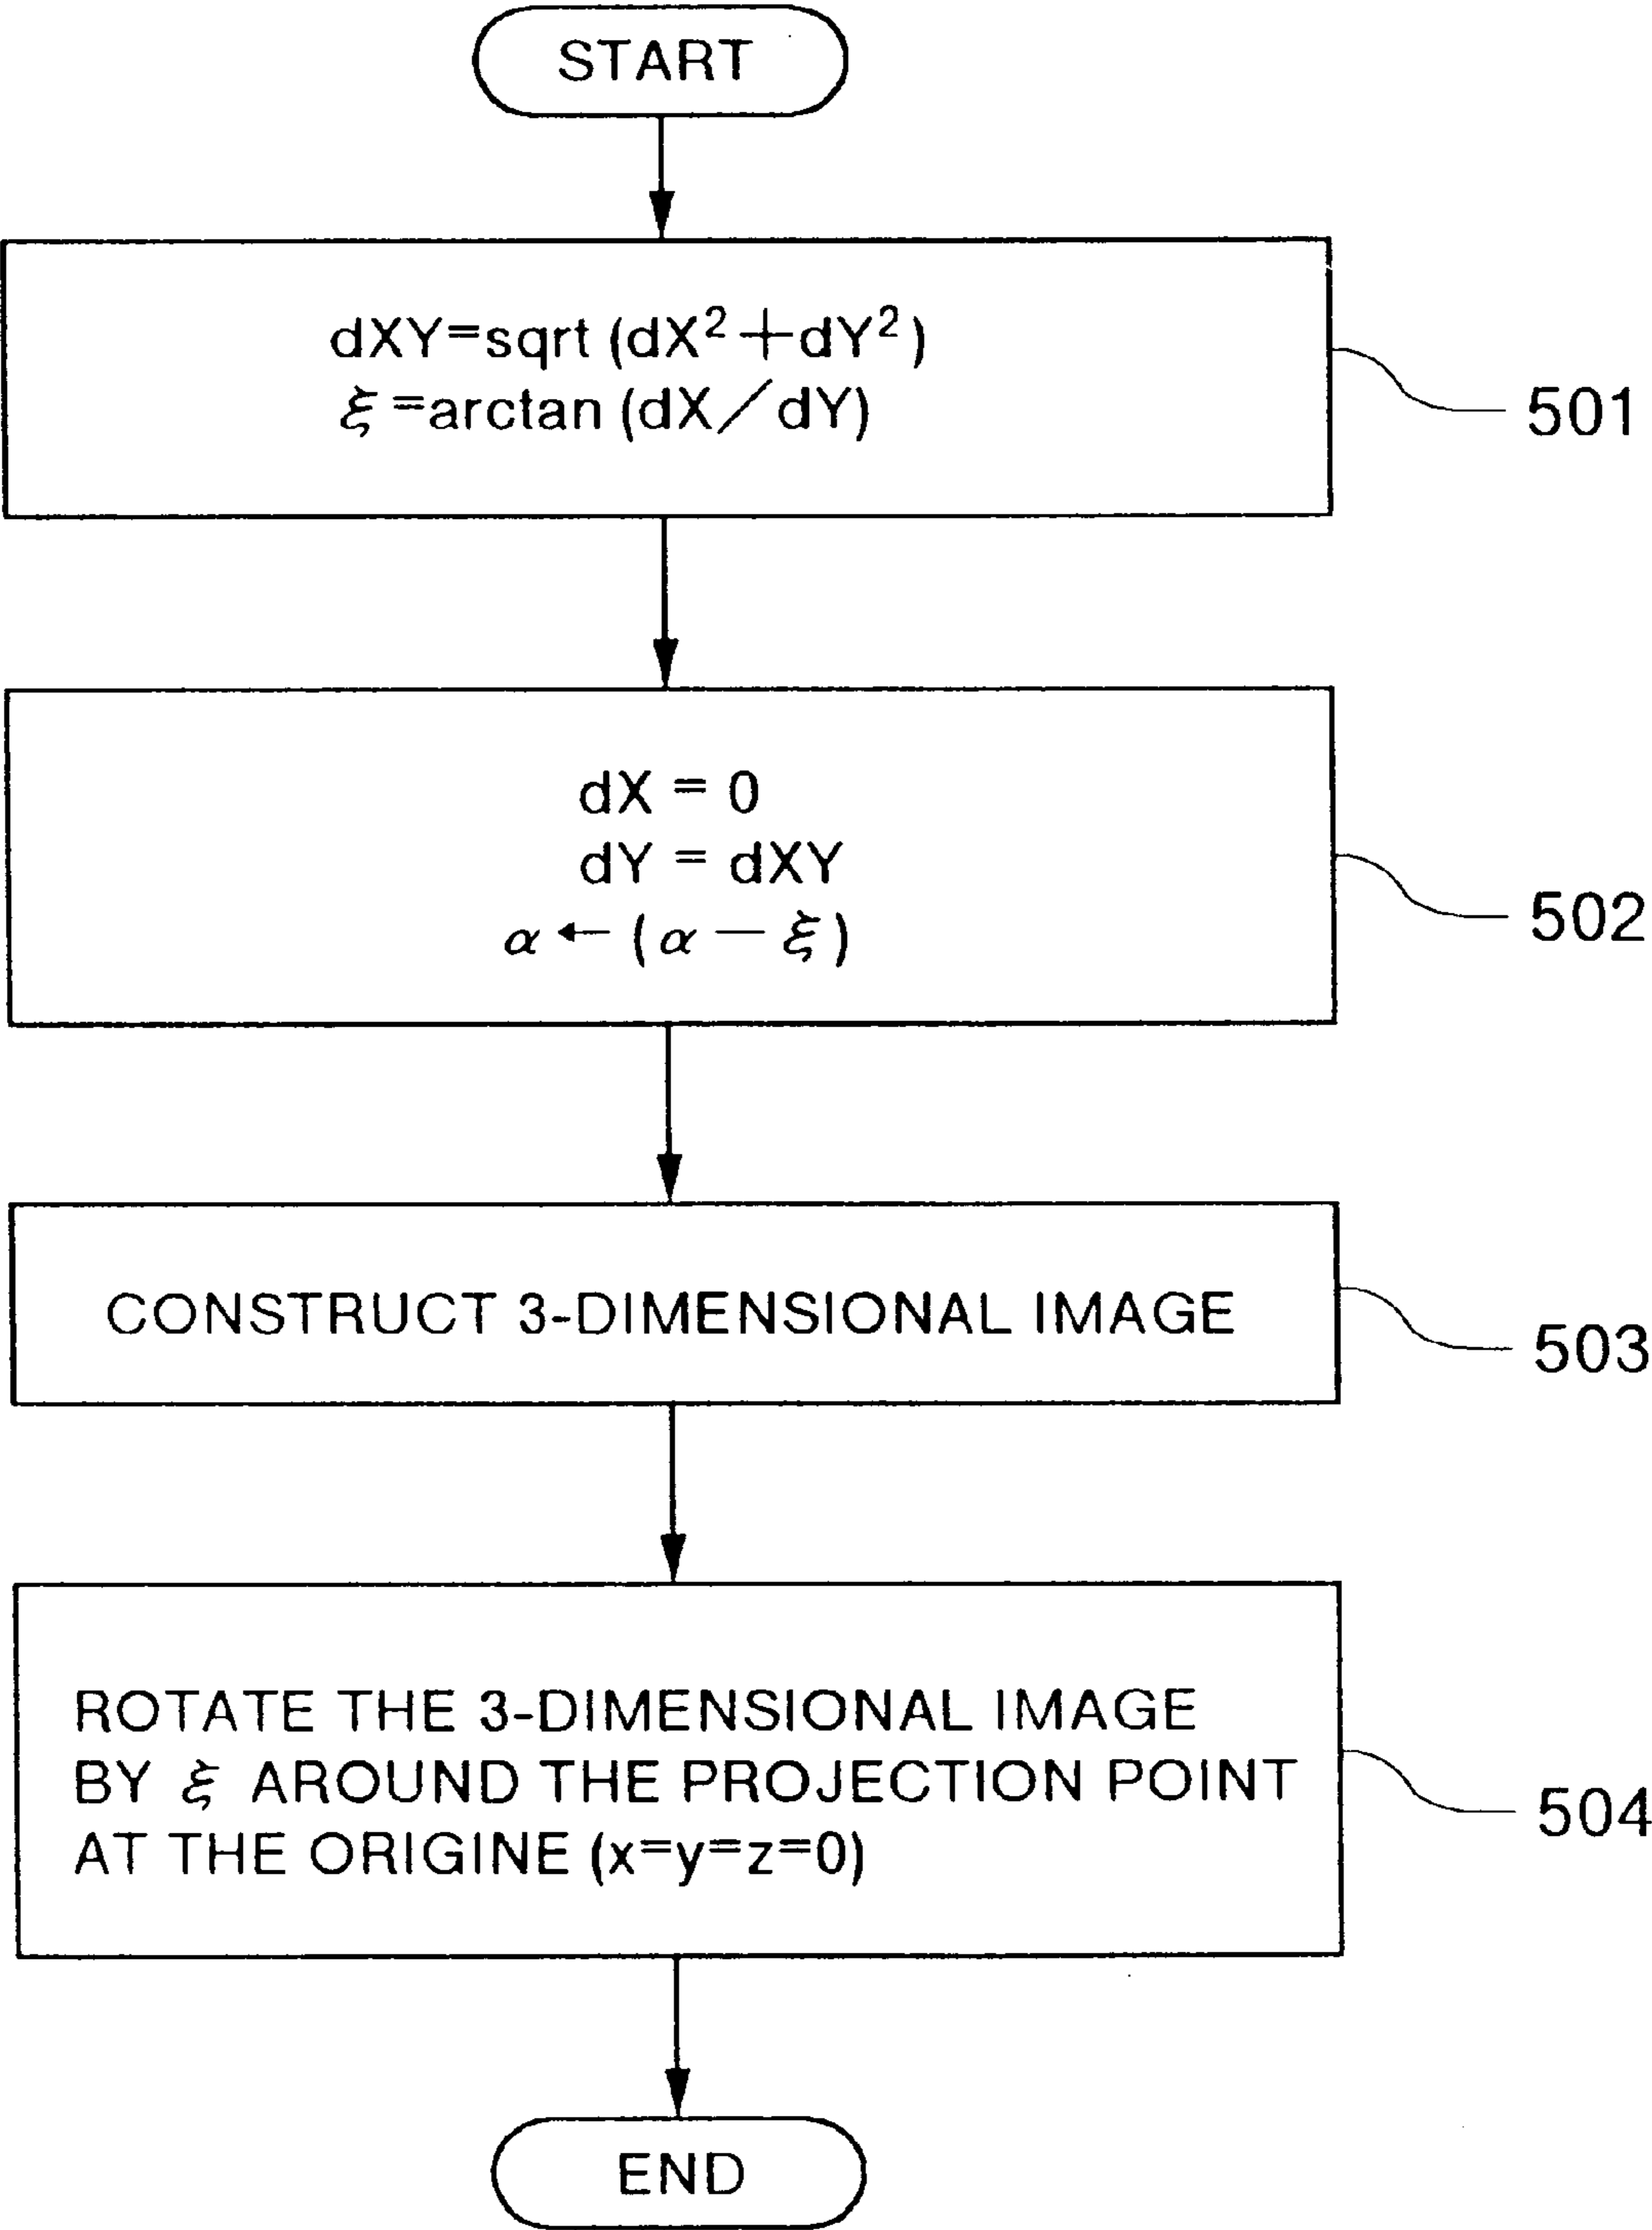 START
dXY=sqrt (dX²+dY²)
ξ=arctan (dX/dY)
501
dX = 0
dY = dXY
α ← (α − ξ)
502
CONSTRUCT 3-DIMENSIONAL IMAGE
503
ROTATE THE 3-DIMENSIONAL IMAGE
BY ξ AROUND THE PROJECTION POINT
AT THE ORIGINE (x=y=z=0)
504
END